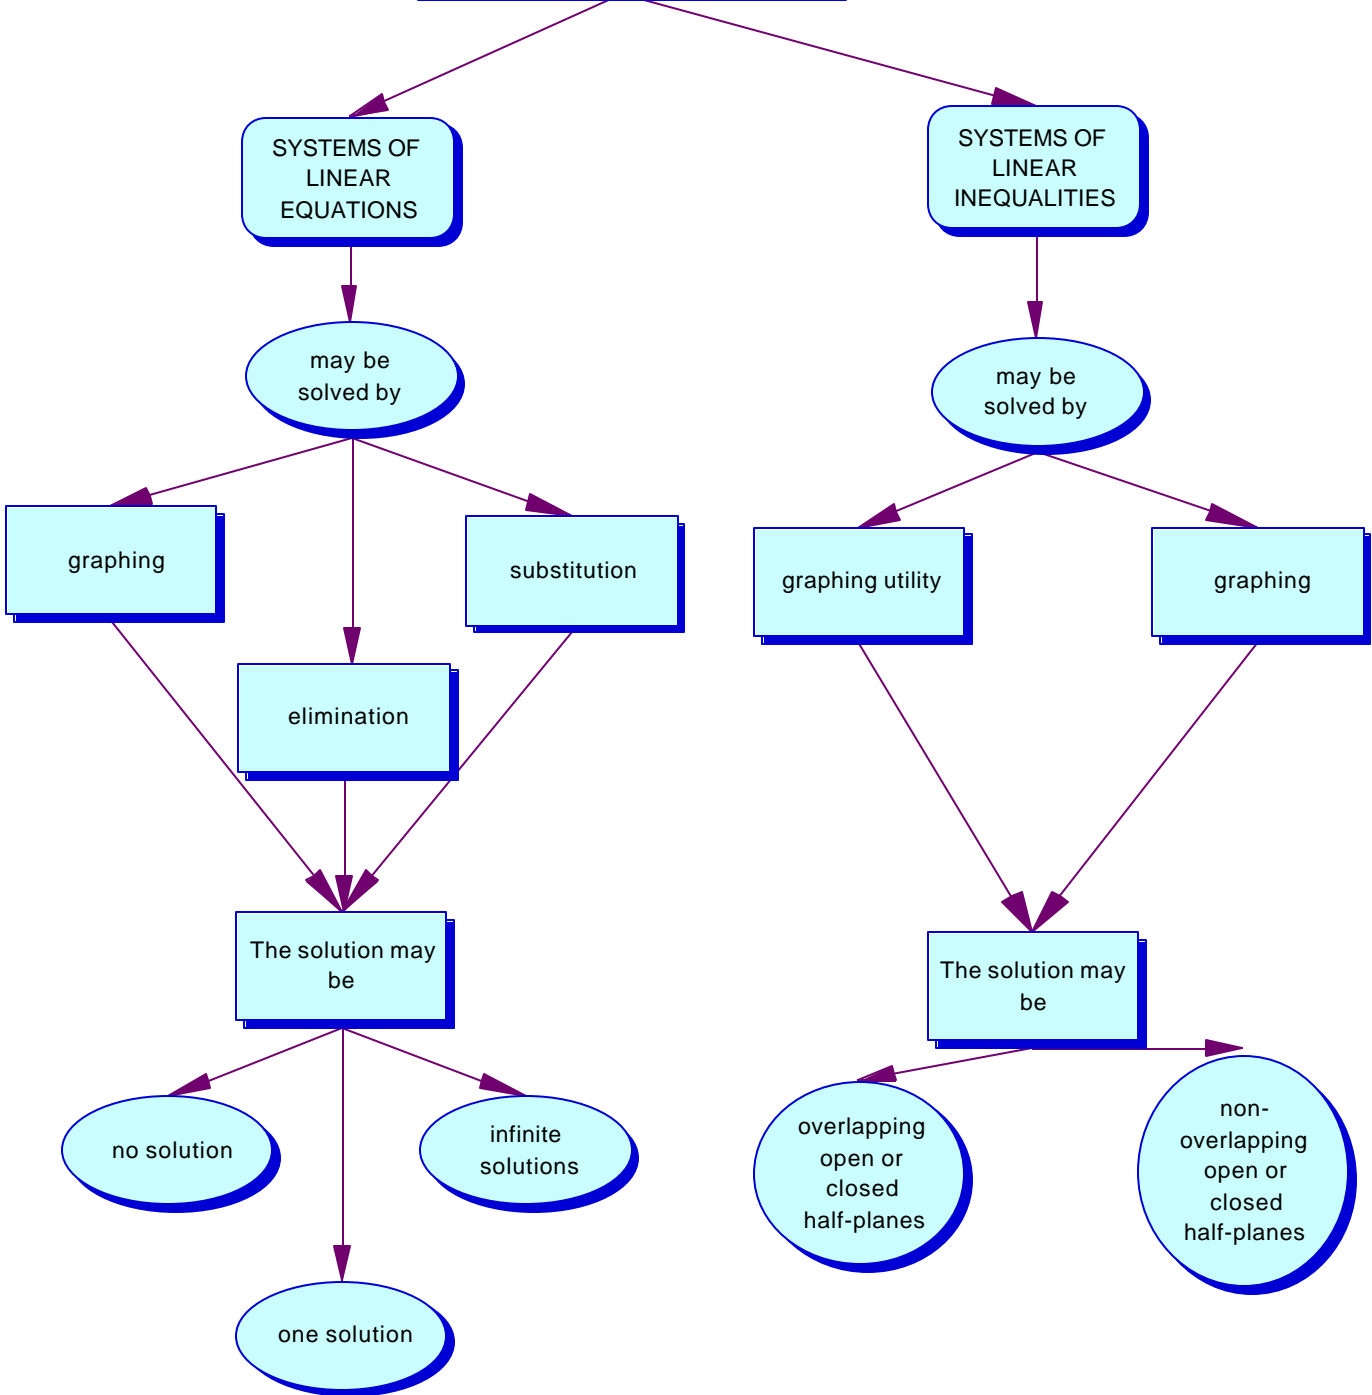 SYSTEMS OF
LINEAR
EQUATIONS
SYSTEMS OF
LINEAR
INEQUALITIES
may be
solved by
may be
solved by
graphing
substitution
graphing utility
graphing
elimination
The solution may
be
The solution may
be
no solution
infinite
solutions
overlapping
open or
closed
half-planes
non-
overlapping
open or
closed
half-planes
one solution